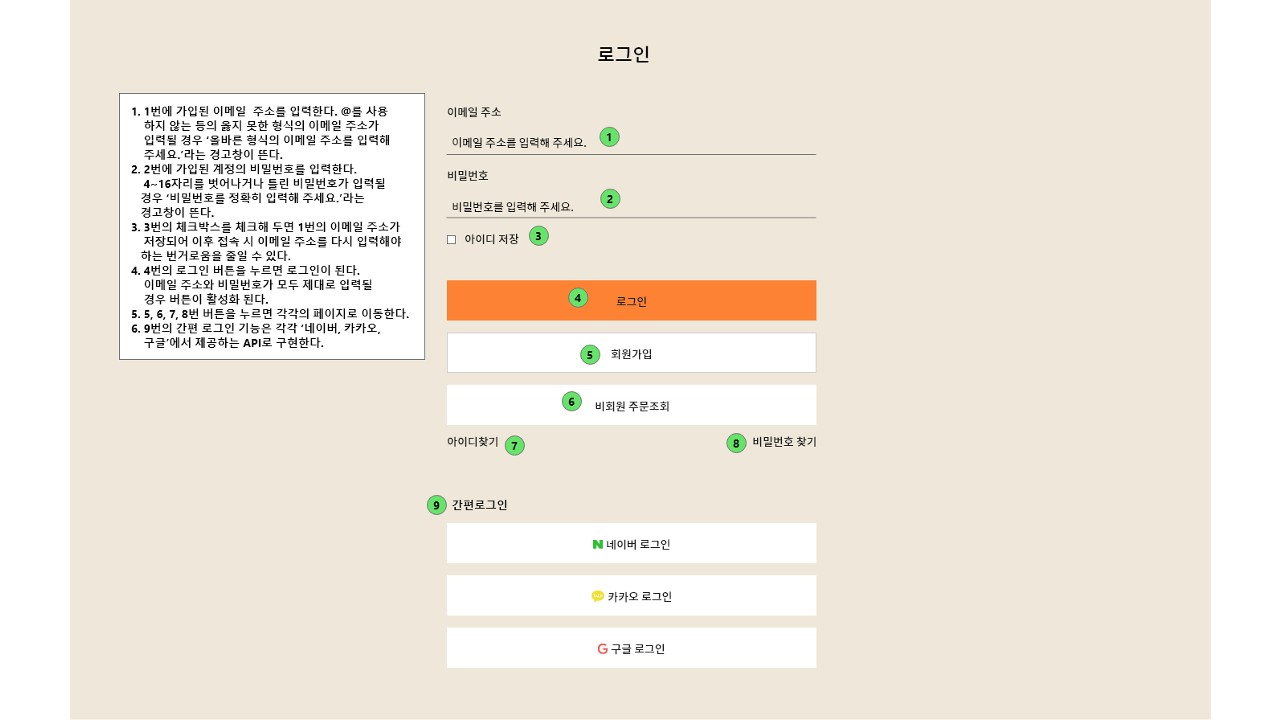 로그인
1. 1번에 가입된 이메일 주소를 입력한다. @를 사용
하지 않는 등의 옳지 못한 형식의 이메일 주소가
입력될 경우 ‘올바른 형식의 이메일 주소를 입력해
주세요.’라는 경고창이 뜬다.
2. 2번에 가입된 계정의 비밀번호를 입력한다.
4~16자리를 벗어나거나 틀린 비밀번호가 입력될
경우 ‘비밀번호를 정확히 입력해 주세요.’라는
경고창이 뜬다.
3. 3번의 체크박스를 체크해 두면 1번의 이메일 주소가
저장되어 이후 접속 시 이메일 주소를 다시 입력해야
하는 번거로움을 줄일 수 있다.
4. 4번의 로그인 버튼을 누르면 로그인이 된다.
이메일 주소와 비밀번호가 모두 제대로 입력될
경우 버튼이 활성화 된다.
5. 5, 6, 7, 8번 버튼을 누르면 각각의 페이지로 이동한다.
6. 9번의 간편 로그인 기능은 각각 ‘네이버, 카카오,
구글’에서 제공하는 API로 구현한다.
이메일 주소
이메일 주소를 입력해 주세요. 1
비밀번호
비밀번호를 입력해 주세요. 2
아이디 저장 3
4 로그인
5 회원가입
6 비회원 주문조회
아이디찾기 7 8 비밀번호 찾기
9 간편로그인
N 네이버 로그인
카카오 로그인
G 구글 로그인